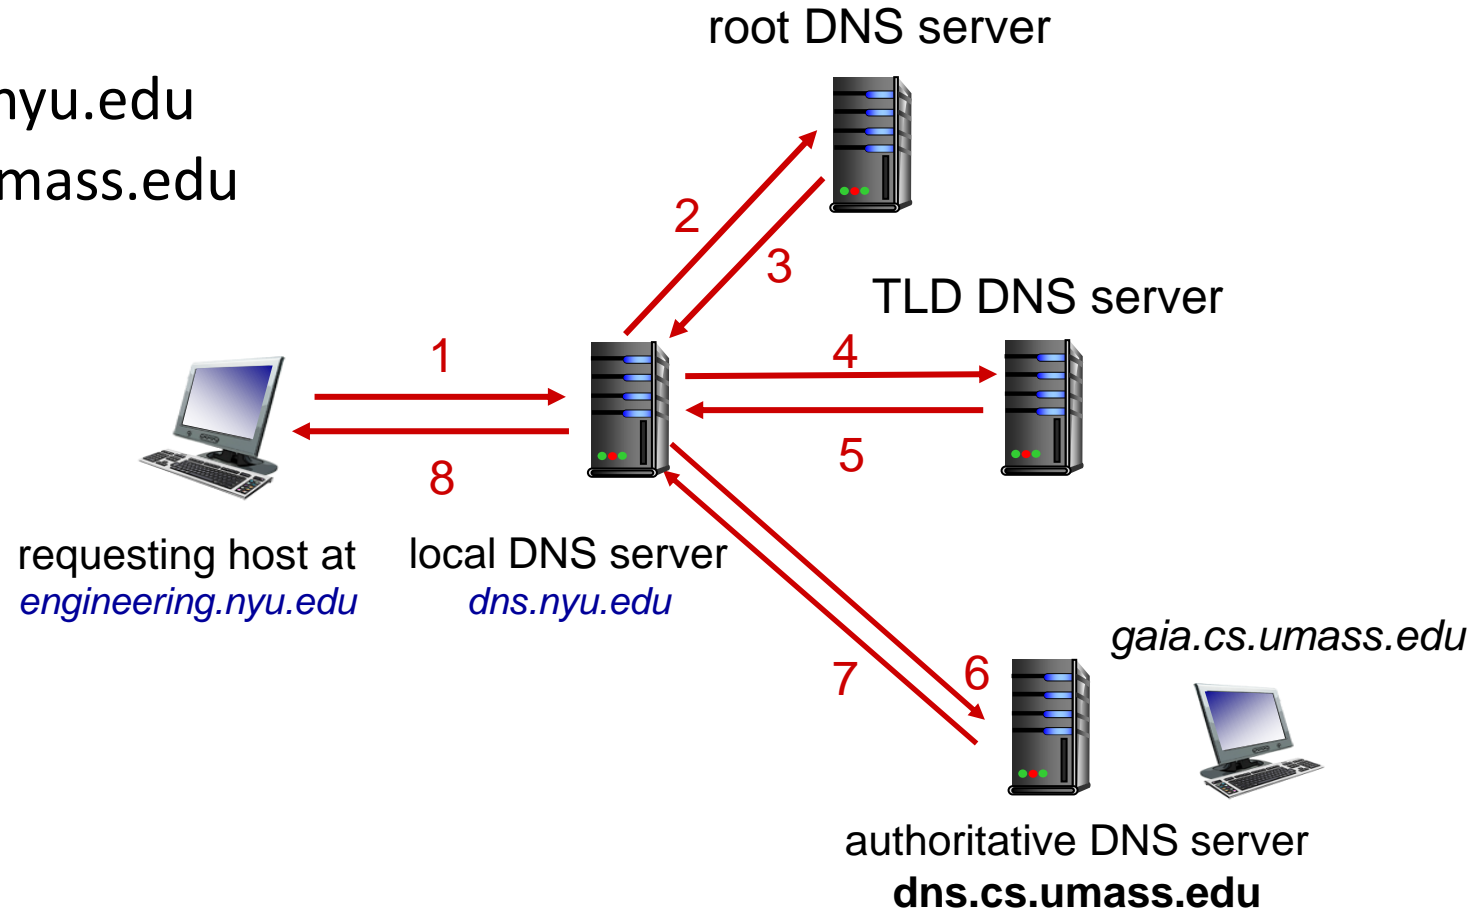 root DNS server
nyu.edu
mass.edu
2
3
TLD DNS server
1
4
5
8
requesting host at
engineering.nyu.edu
local DNS server
dns.nyu.edu
gaia.cs.umass.edu
7
6
authoritative DNS server
dns.cs.umass.edu